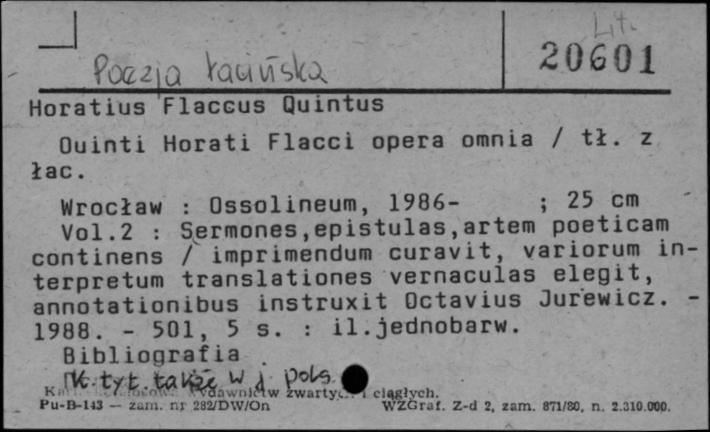 Lit.
20601
Poezja łacińska
Horatius Flaccus Quintus
Ouinti Horati Flacci opera omnia / tł. z
łac.
Wrocław : Ossolineum, 1986-      ; 25 cm
Vol.2 : Sermones,epistulas,artem poeticam
continens / imprimendum curavit, variorum in-
terpretum translationes vernaculas elegit,
annotationibus instruxit Octavius Jurewicz. -
1988. - 501, 5 s. : il.jednobarw.
Bibliografia
K. tyt. także w j. pols.
wydawnictw zwartych i ciągłych.
Pu-B-143 — zam. nr 282/DW/On      WZGraf. Z-d 2, zam. 871/80, n. 2.310.000.